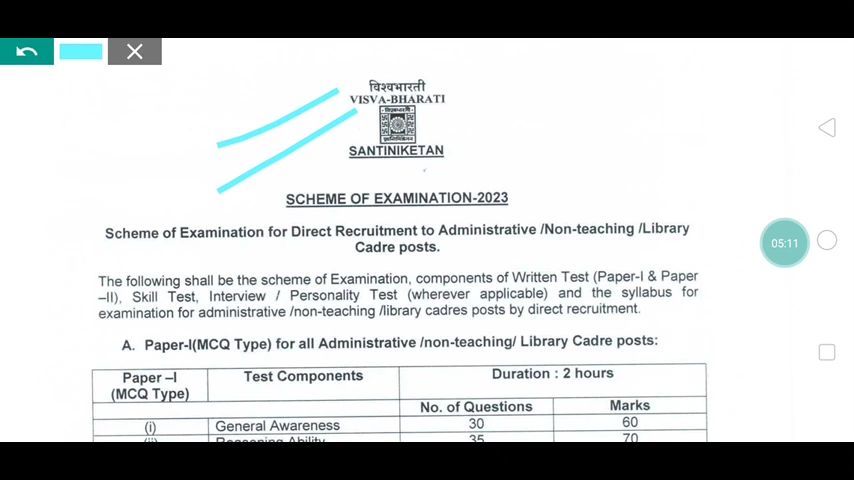 विश्वभारती
VISVA-BHARATI
SANTINIKETAN
SCHEME OF EXAMINATION-2023
Scheme of Examination for Direct Recruitment to Administrative /Non-teaching /Library
Cadre posts.
The following shall be the scheme of Examination, components of Written Test (Paper-I & Paper
–II), Skill Test, Interview / Personality Test (wherever applicable) and the syllabus for
examination for administrative /non-teaching /library cadres posts by direct recruitment.
A. Paper-I(MCQ Type) for all Administrative /non-teaching/ Library Cadre posts:
Paper –I Test Components Duration : 2 hours
(MCQ Type)
No. of Questions Marks
(i) General Awareness 30 60
(ii) Reasoning Ability 35 70
05:11